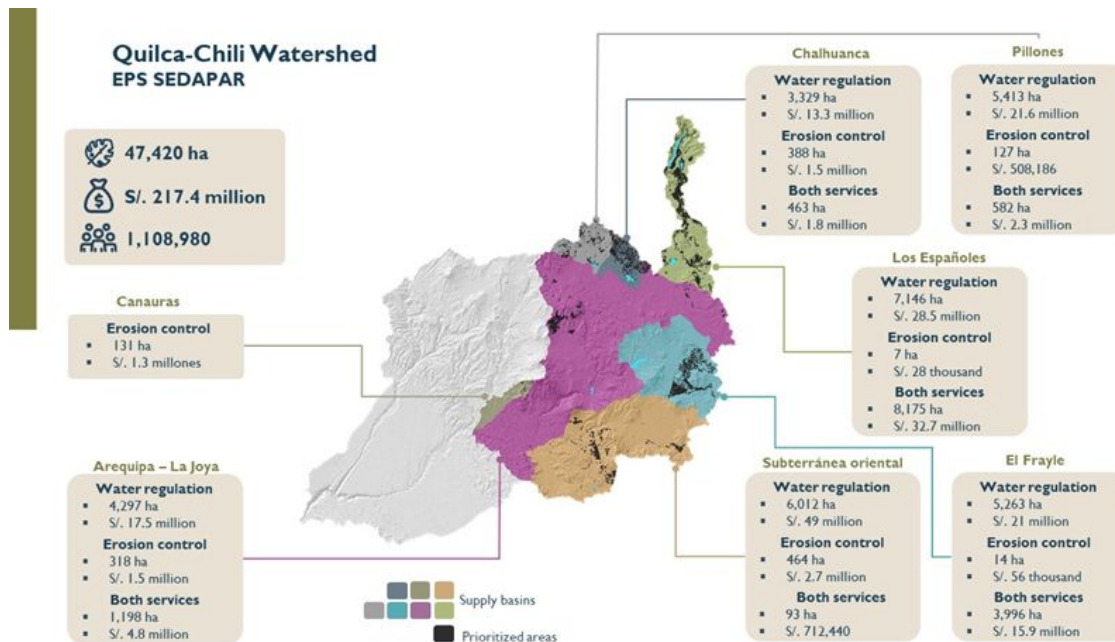 Quilca-Chili Watershed
EPS SEDAPAR
47,420 ha
S/. 217.4 million
1,108,980
Chalhuanca
Water regulation
▪ 3,329 ha
▪ S/. 13.3 million
Erosion control
▪ 388 ha
▪ S/. 1.5 million
Both services
▪ 463 ha
▪ S/. 1.8 million
Pillones
Water regulation
▪ 5,413 ha
▪ S/. 21.6 million
Erosion control
▪ 127 ha
▪ S/. 508,186
Both services
▪ 582 ha
▪ S/. 2.3 million
Los Españoles
Water regulation
▪ 7,146 ha
▪ S/. 28.5 million
Erosion control
▪ 7 ha
▪ S/. 28 thousand
Both services
▪ 8,175 ha
▪ S/. 32.7 million
Canauras
Erosion control
▪ 131 ha
▪ S/. 1.3 millones
Arequipa – La Joya
Water regulation
▪ 4,297 ha
▪ S/. 17.5 million
Erosion control
▪ 318 ha
▪ S/. 1.5 million
Both services
▪ 1,198 ha
▪ S/. 4.8 million
Supply basins
Prioritized areas
Subterránea oriental
Water regulation
▪ 6,012 ha
▪ S/. 49 million
Erosion control
▪ 464 ha
▪ S/. 2.7 million
Both services
▪ 93 ha
▪ S/. 712,440
El Frayle
Water regulation
▪ 5,263 ha
▪ S/. 21 million
Erosion control
▪ 14 ha
▪ S/. 56 thousand
Both services
▪ 3,996 ha
▪ S/. 15.9 million